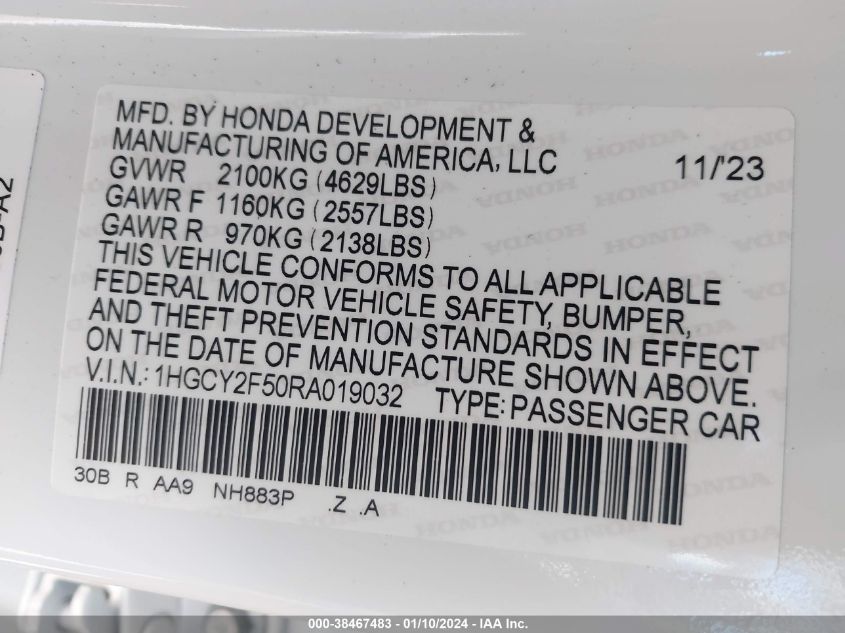 MFD. BY HONDA DEVELOPMENT &
MANUFACTURING OF AMERICA, LLC 11/'23
GVWR 2100KG (4629LBS)
GAWR F 1160KG (2557LBS)
GAWR R 970KG (2138LBS)
THIS VEHICLE CONFORMS TO ALL APPLICABLE
FEDERAL MOTOR VEHICLE SAFETY, BUMPER,
AND THEFT PREVENTION STANDARDS IN EFFECT
ON THE DATE OF MANUFACTURE SHOWN ABOVE.
V.I.N.: 1HGCY2F50RA019032 TYPE: PASSENGER CAR
30B R AA9 NH883P .Z .A
000-38467483 - 01/10/2024 - IAA Inc.